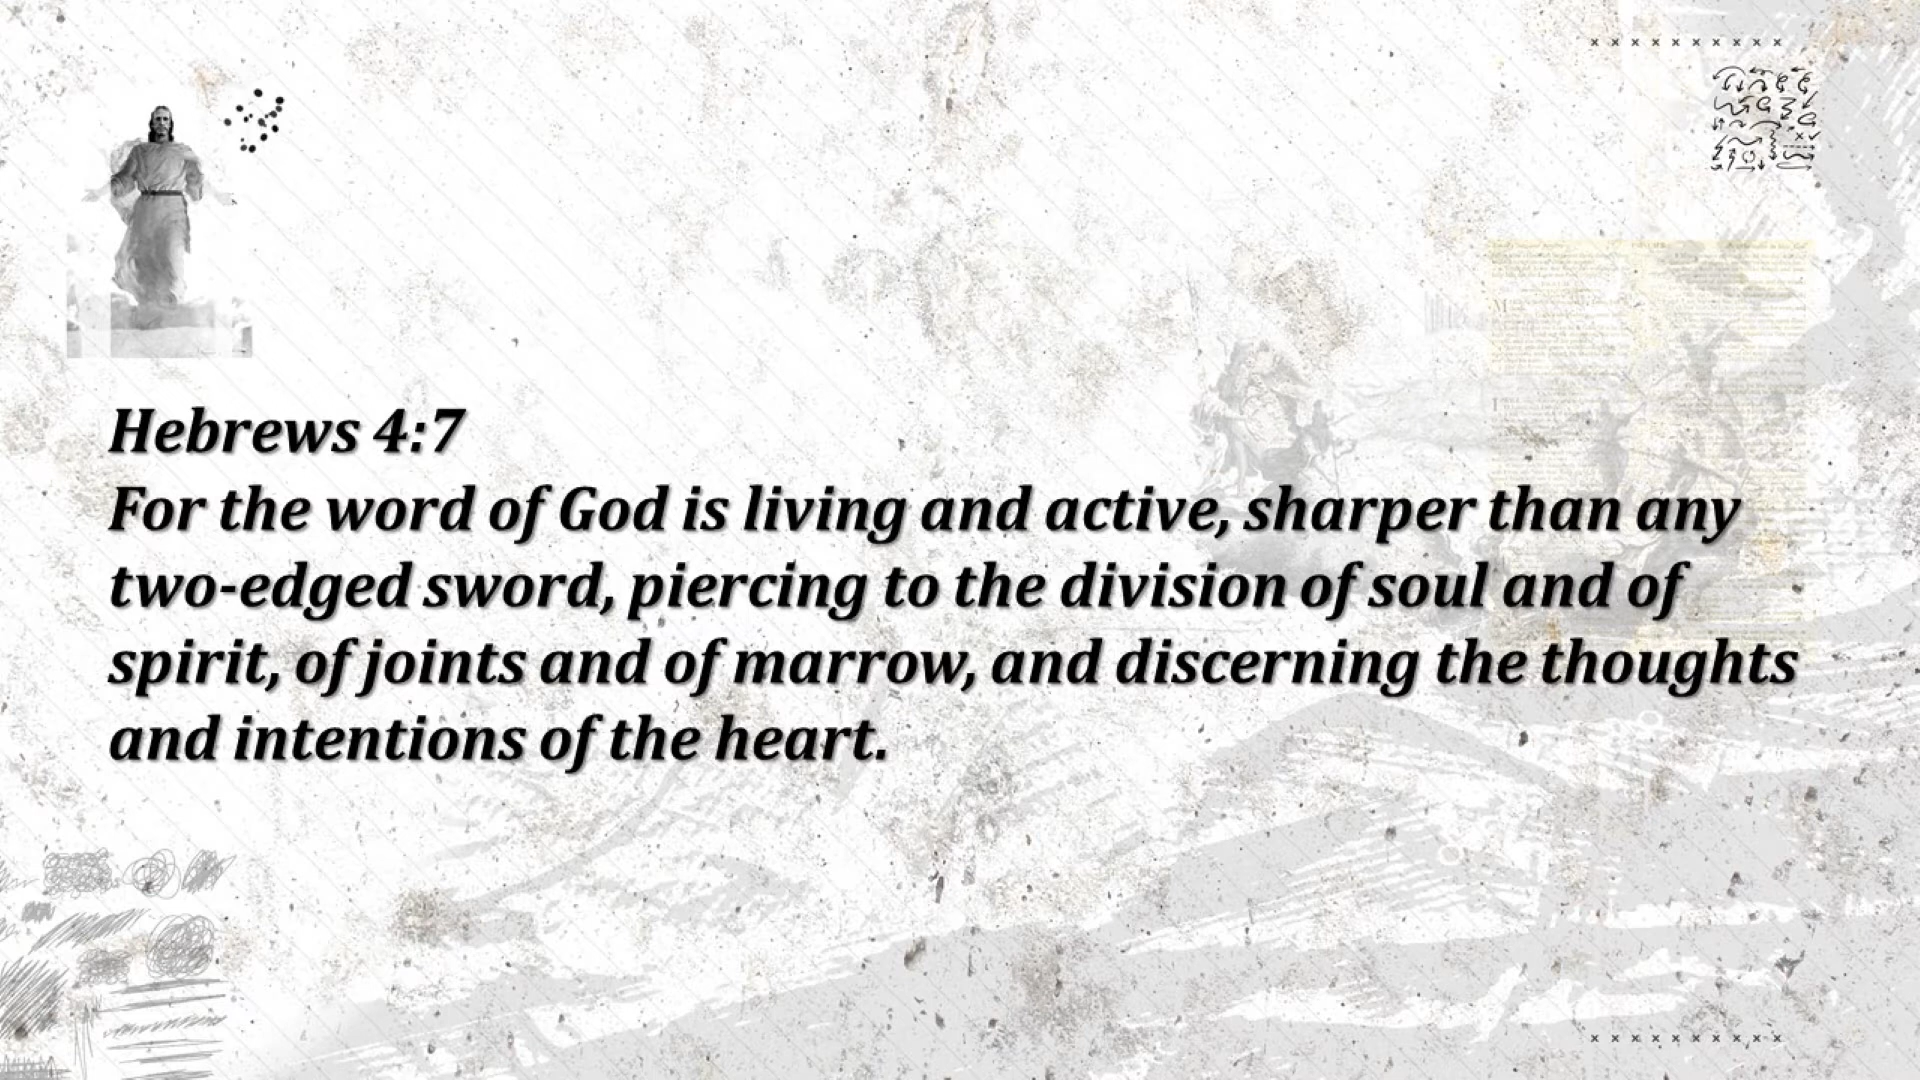 Hebrews 4:7
For the word of God is living and active, sharper than any
two-edged sword, piercing to the division of soul and of
spirit, of joints and of marrow, and discerning the thoughts
and intentions of the heart.